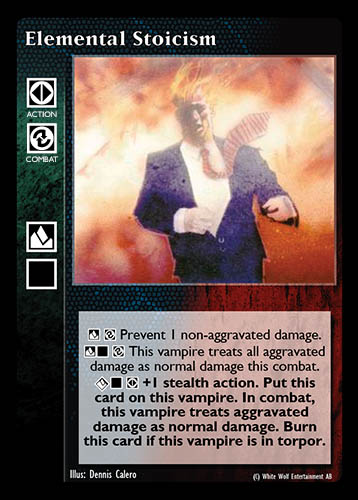 Elemental Stoicism
ACTION
COMBAT
Prevent 1 non-aggravated damage.
This vampire treats all aggravated
damage as normal damage this combat.
+1 stealth action. Put this
card on this vampire. In combat,
this vampire treats aggravated
damage as normal damage. Burn
this card if this vampire is in torpor.
Illus: Dennis Calero
(C) White Wolf Entertainment AB